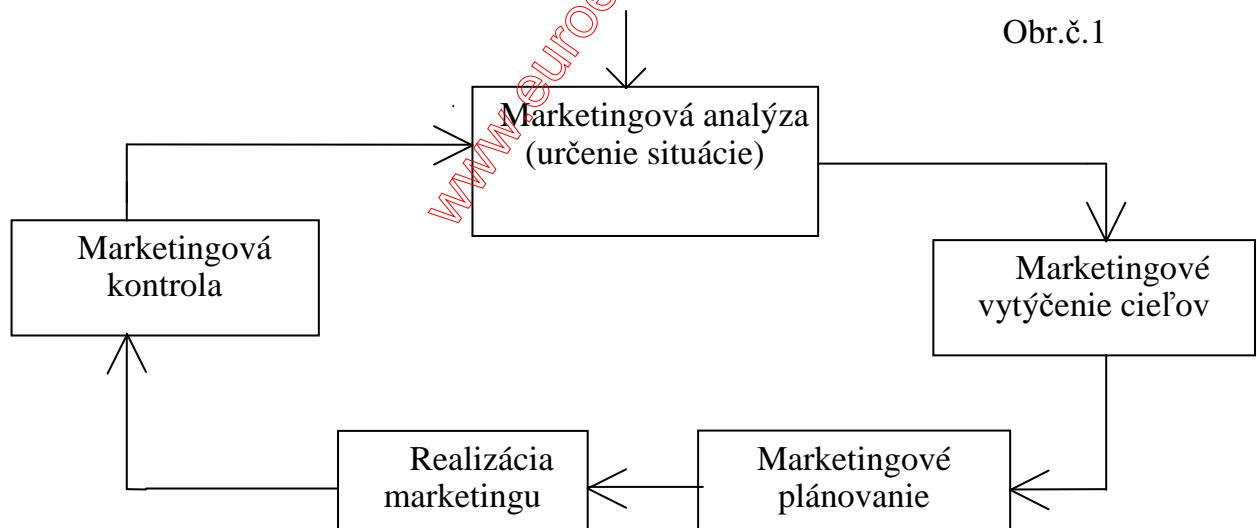 Obr.č.1
www.euroe
Marketingová analýza
(určenie situácie)
Marketingová
kontrola
Marketingové
vytýčenie cieľov
Realizácia
marketingu
Marketingové
plánovanie